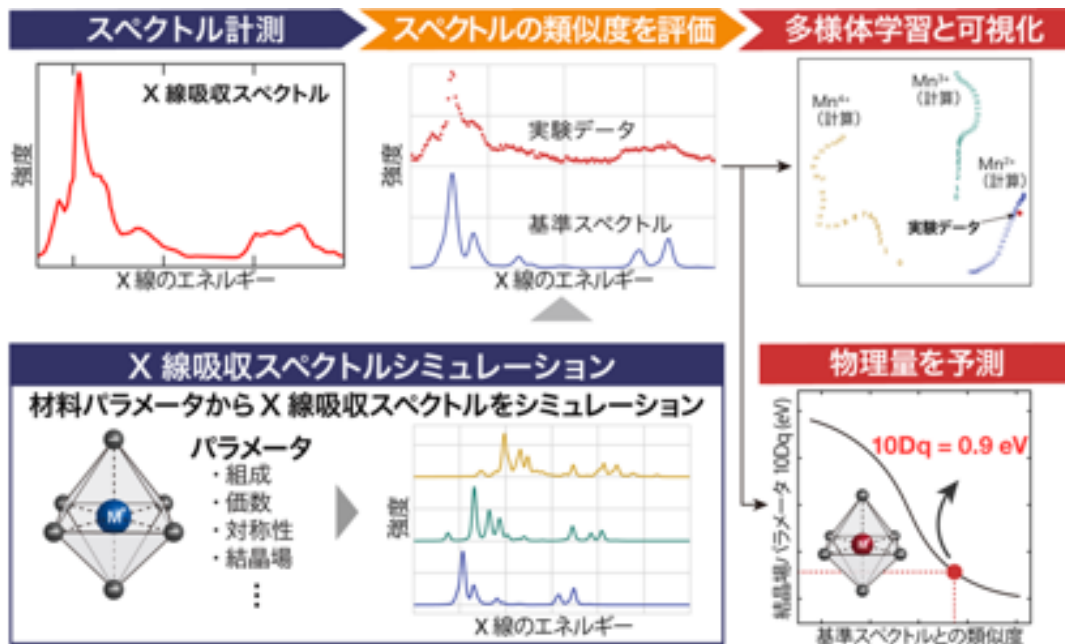 スペクトル計測
スペクトルの類似度を評価
多様体学習と可視化
X 線吸収スペクトル
強度
X 線のエネルギー
実験データ
基準スペクトル
強度
X 線のエネルギー
Mn⁴⁺
（計算）
Mn³⁺
（計算）
Mn²⁺
（計算）
実験データ
X 線吸収スペクトルシミュレーション
材料パラメータから X 線吸収スペクトルをシミュレーション
M
パラメータ
・組成
・価数
・対称性
・結晶場
⋮
強度
X 線のエネルギー
物理量を予測
結晶場パラメータ 10Dq (eV)
10Dq = 0.9 eV
M
基準スペクトルとの類似度